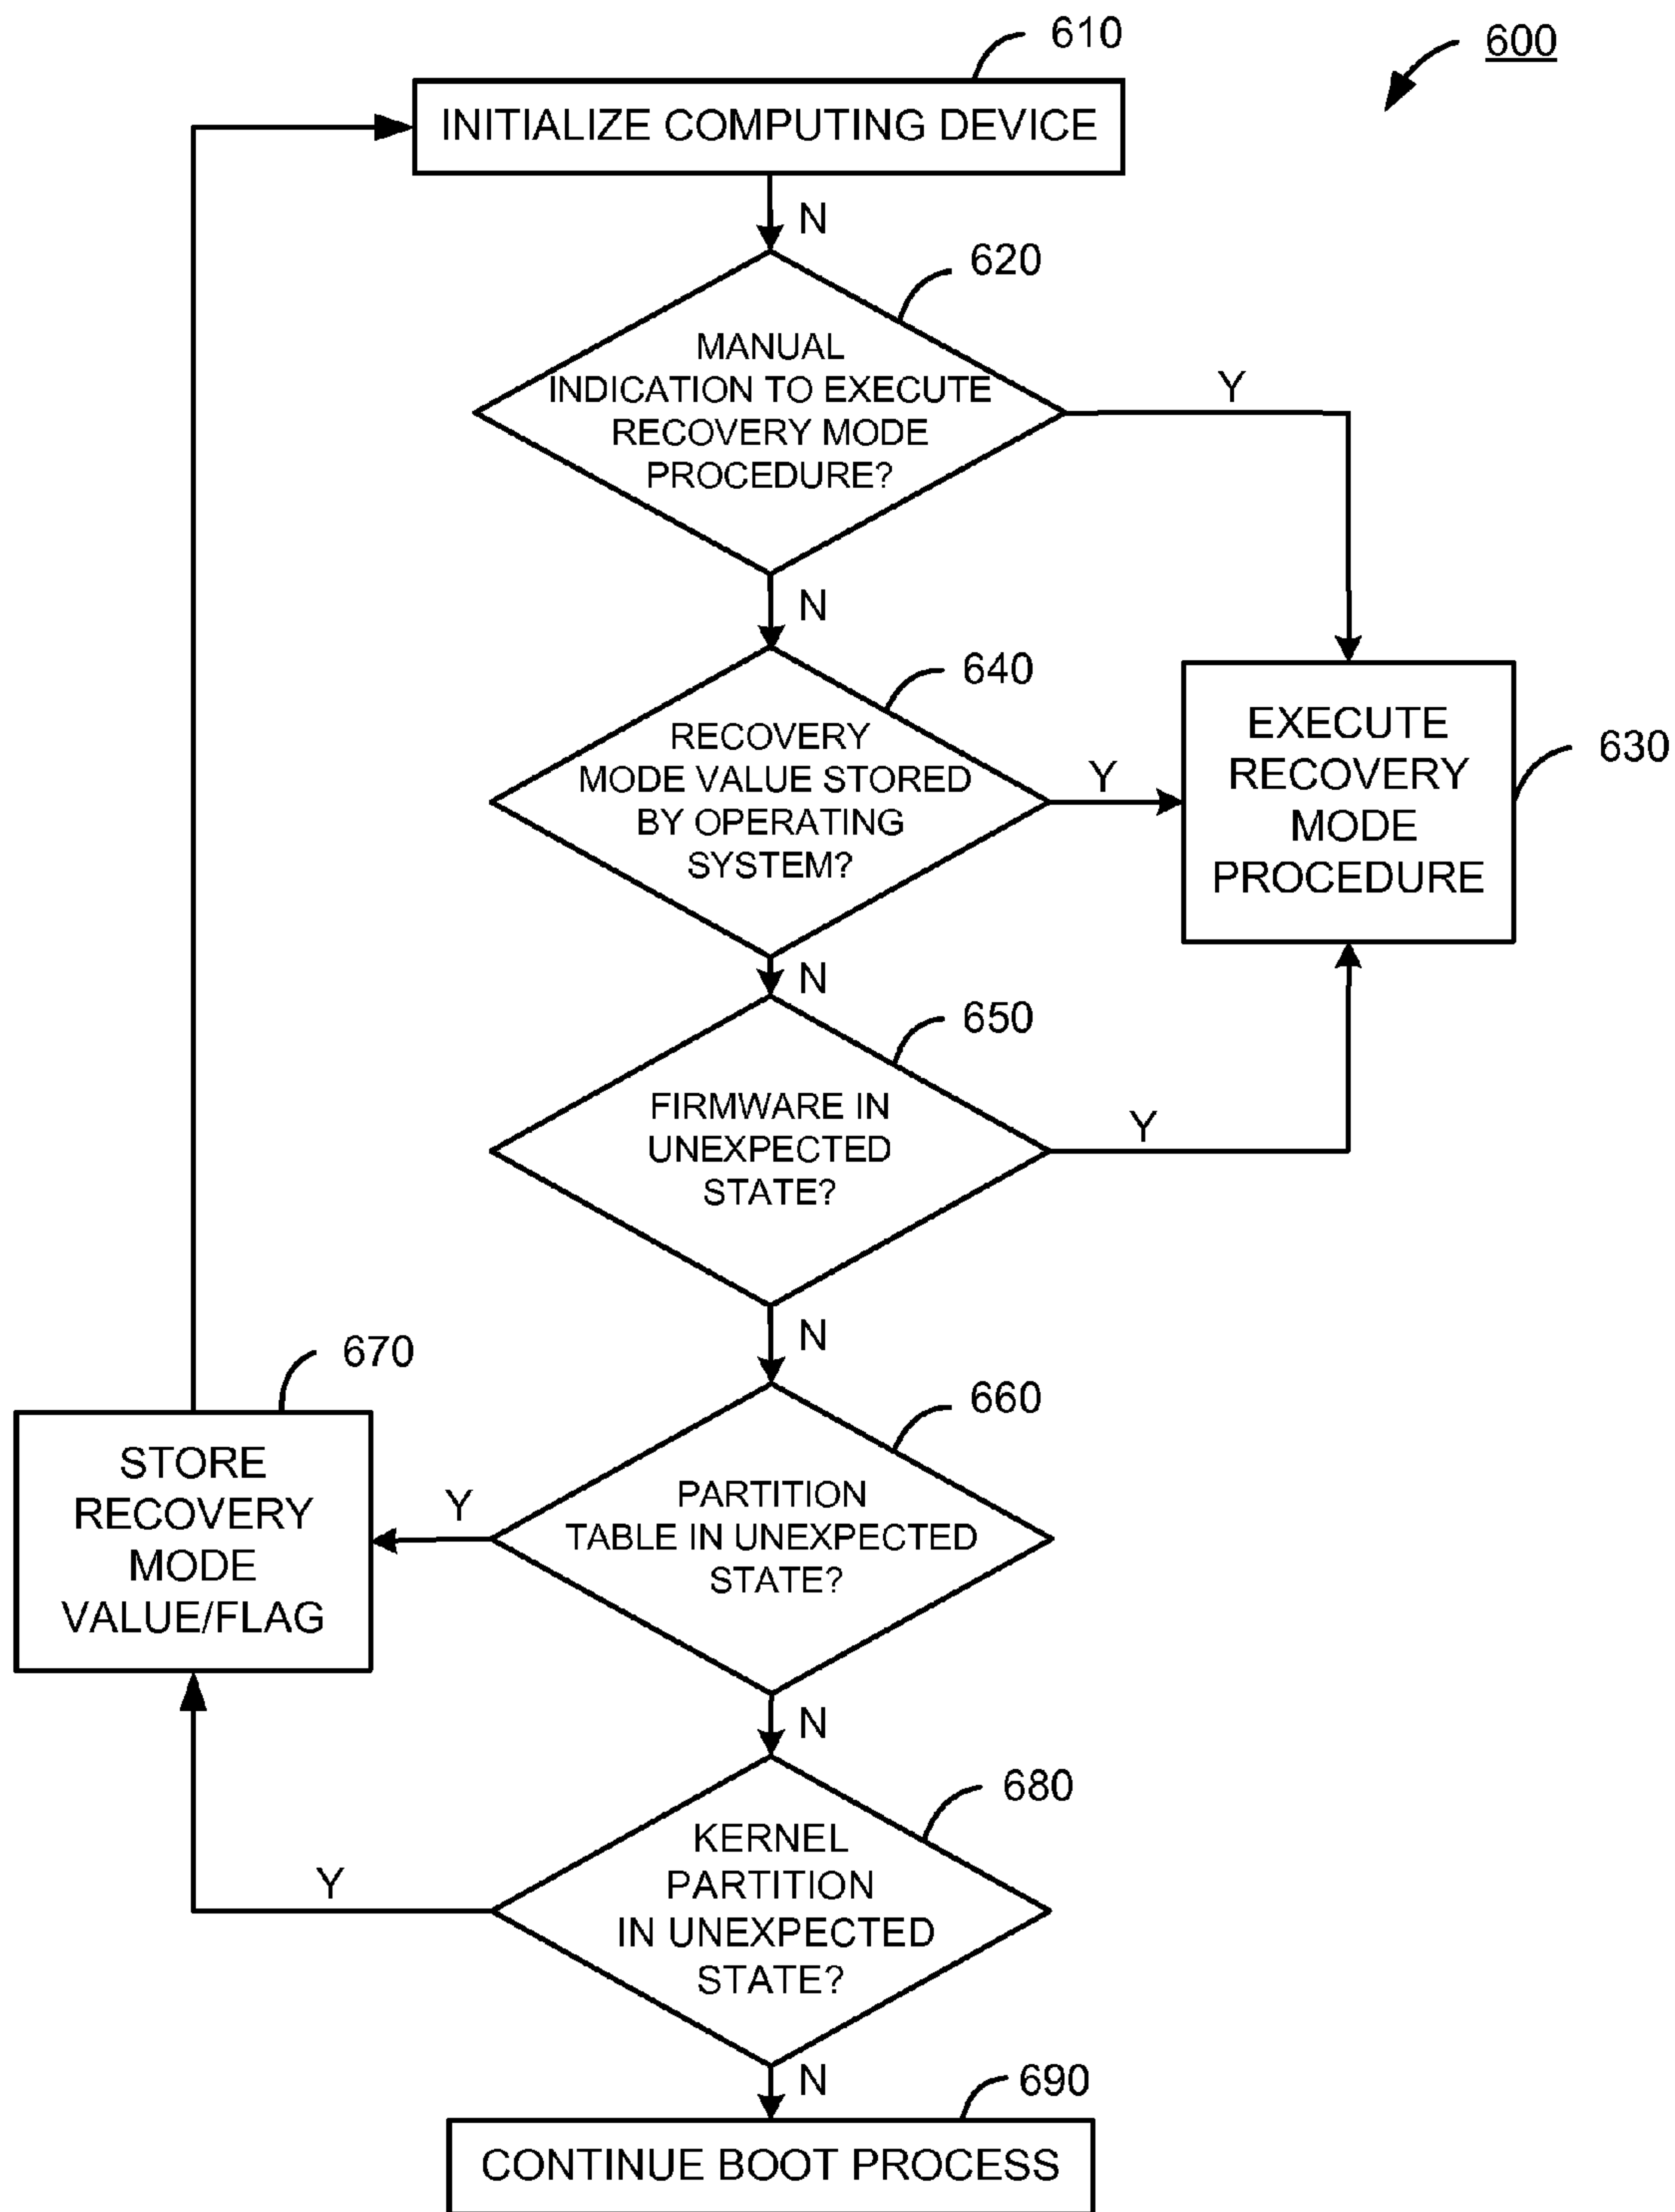 610
600
INITIALIZE COMPUTING DEVICE
N
620
MANUAL
INDICATION TO EXECUTE
RECOVERY MODE
PROCEDURE?
Y
N
640
RECOVERY
MODE VALUE STORED
BY OPERATING
SYSTEM?
Y
EXECUTE
RECOVERY
MODE
PROCEDURE
630
N
650
FIRMWARE IN
UNEXPECTED
STATE?
Y
N
670
STORE
RECOVERY
MODE
VALUE/FLAG
660
Y
PARTITION
TABLE IN UNEXPECTED
STATE?
N
680
KERNEL
PARTITION
IN UNEXPECTED
STATE?
Y
N
690
CONTINUE BOOT PROCESS